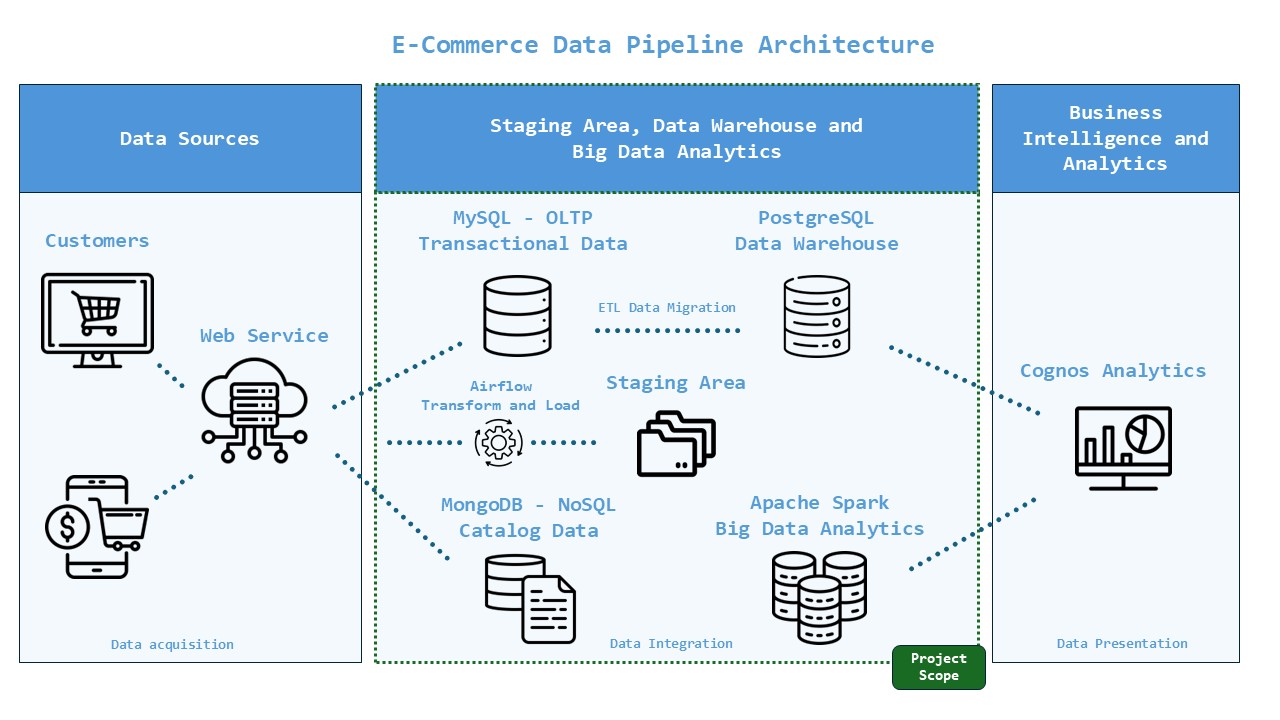 E-Commerce Data Pipeline Architecture
Data Sources
Staging Area, Data Warehouse and
Big Data Analytics
Business
Intelligence and
Analytics
Customers
Web Service
Data acquisition
MySQL - OLTP
Transactional Data
PostgreSQL
Data Warehouse
ETL Data Migration
Airflow
Transform and Load
Staging Area
MongoDB - NoSQL
Catalog Data
Apache Spark
Big Data Analytics
Data Integration
Project
Scope
Cognos Analytics
Data Presentation
$